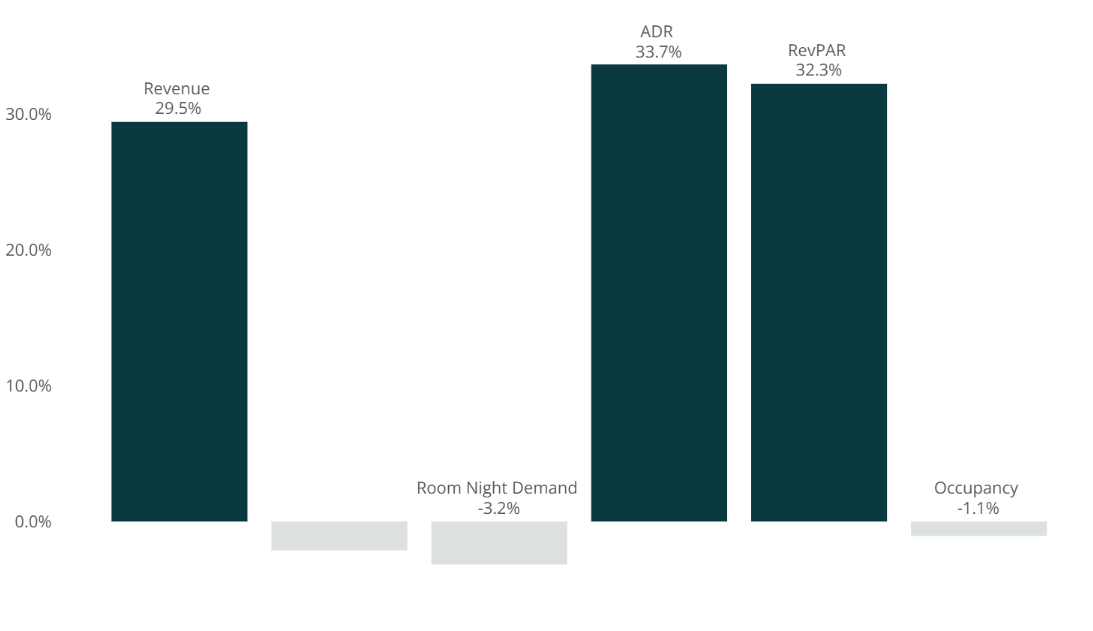 ADR
33.7%
RevPAR
32.3%
Revenue
29.5%
30.0%
20.0%
10.0%
Room Night Demand
-3.2%
Occupancy
-1.1%
0.0%